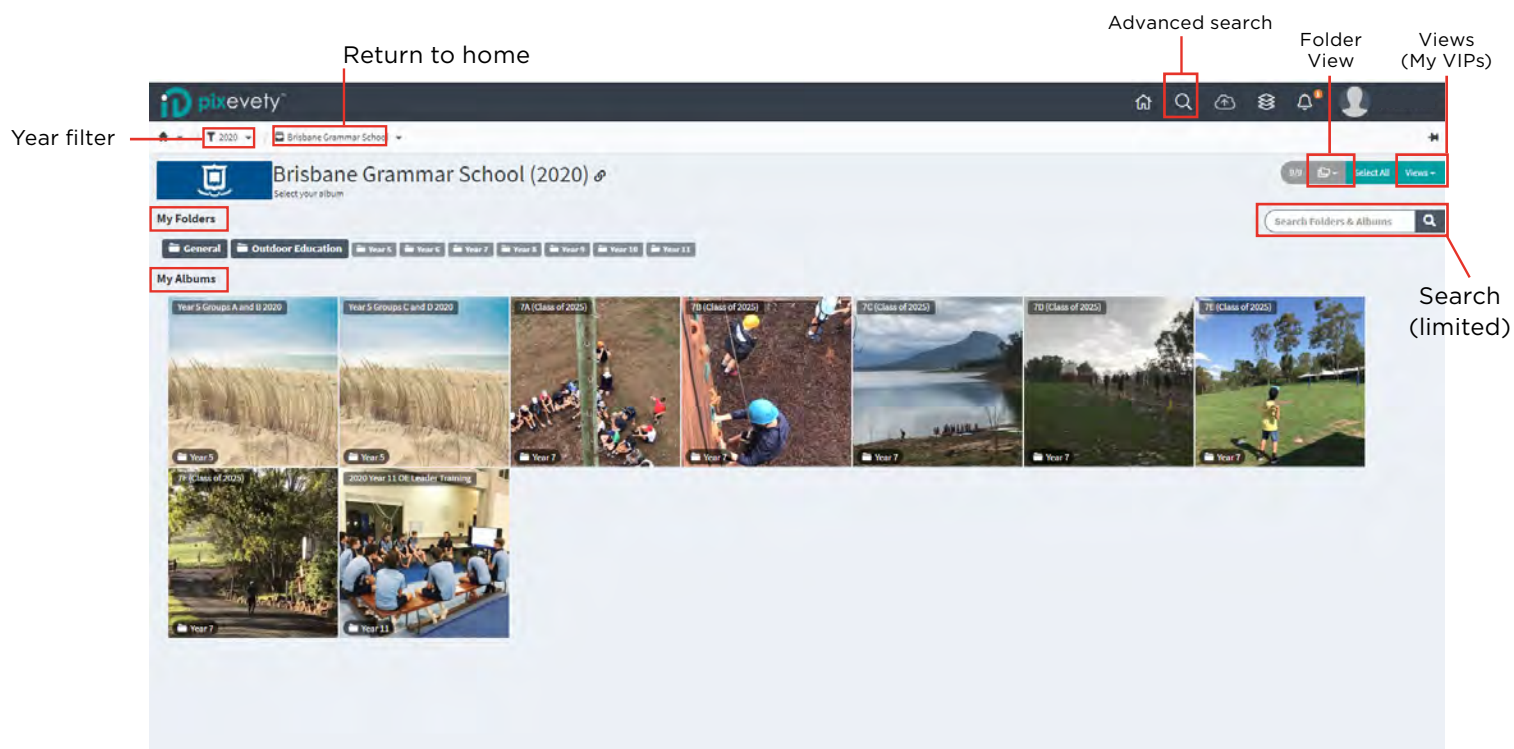 Advanced search
Folder
View
Views
(My VIPs)
Return to home
pixevety
Year filter
2020
Brisbane Grammar School
Brisbane Grammar School (2020)
Select your album
0/9
Select All
Views
My Folders
Search Folders & Albums
General
Outdoor Education
Year 5
Year 6
Year 7
Year 8
Year 9
Year 10
Year 11
My Albums
Search
(limited)
Year 5 Groups A and B 2020
Year 5 Groups C and D 2020
7A (Class of 2025)
7B (Class of 2025)
7C (Class of 2025)
7D (Class of 2025)
7E (Class of 2025)
Year 5
Year 5
Year 7
Year 7
Year 7
Year 7
Year 7
7F (Class of 2025)
2020 Year 11 OE Leader Training
Year 7
Year 11